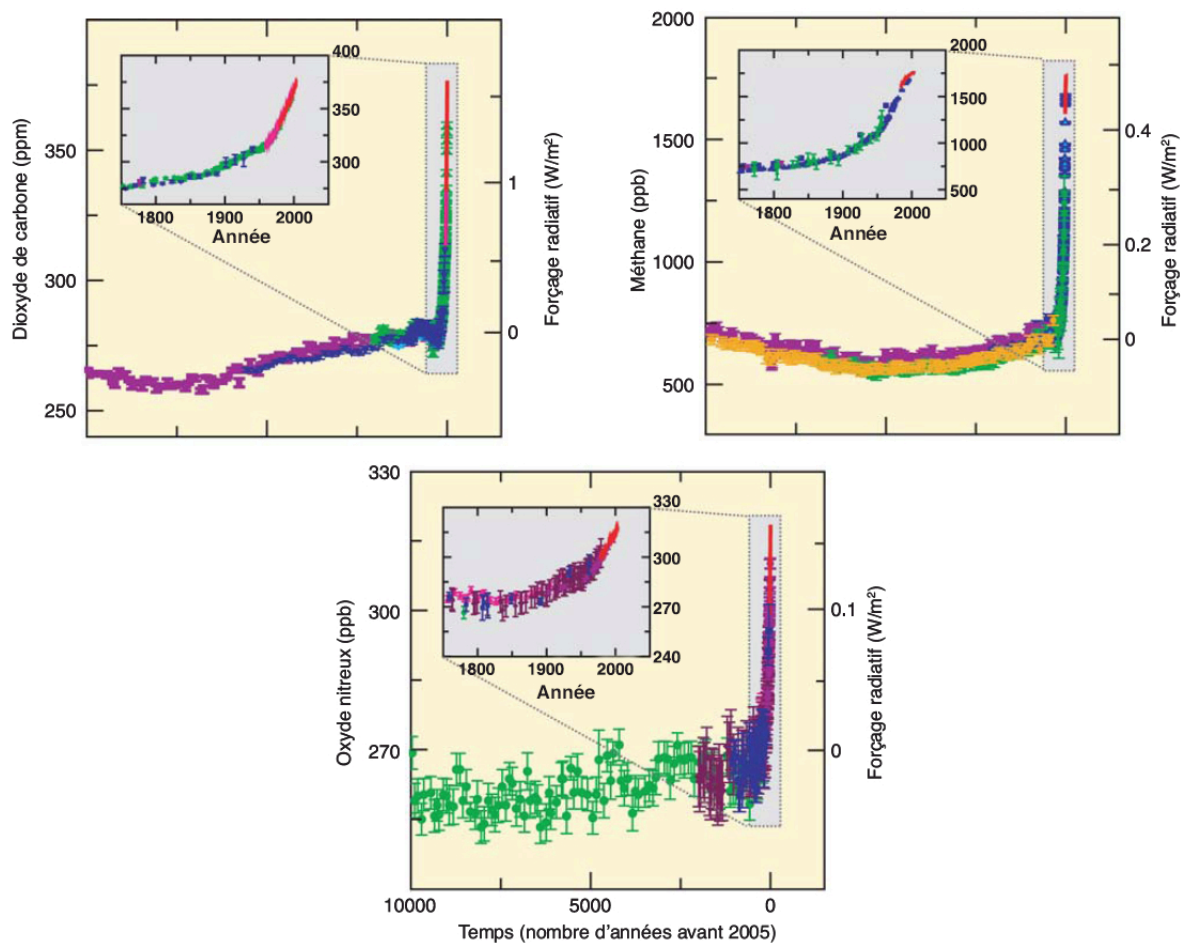 Dioxyde de carbone (ppm)
350
300
250
400
350
300
1800 1900 2000
Année
1
0
Forçage radiatif (W/m²)
Méthane (ppb)
2000
1500
1000
500
2000
1500
1000
500
1800 1900 2000
Année
0.4
0.2
0
Forçage radiatif (W/m²)
Oxyde nitreux (ppb)
330
300
270
330
300
270
240
1800 1900 2000
Année
0.1
0
Forçage radiatif (W/m²)
10000 5000 0
Temps (nombre d'années avant 2005)